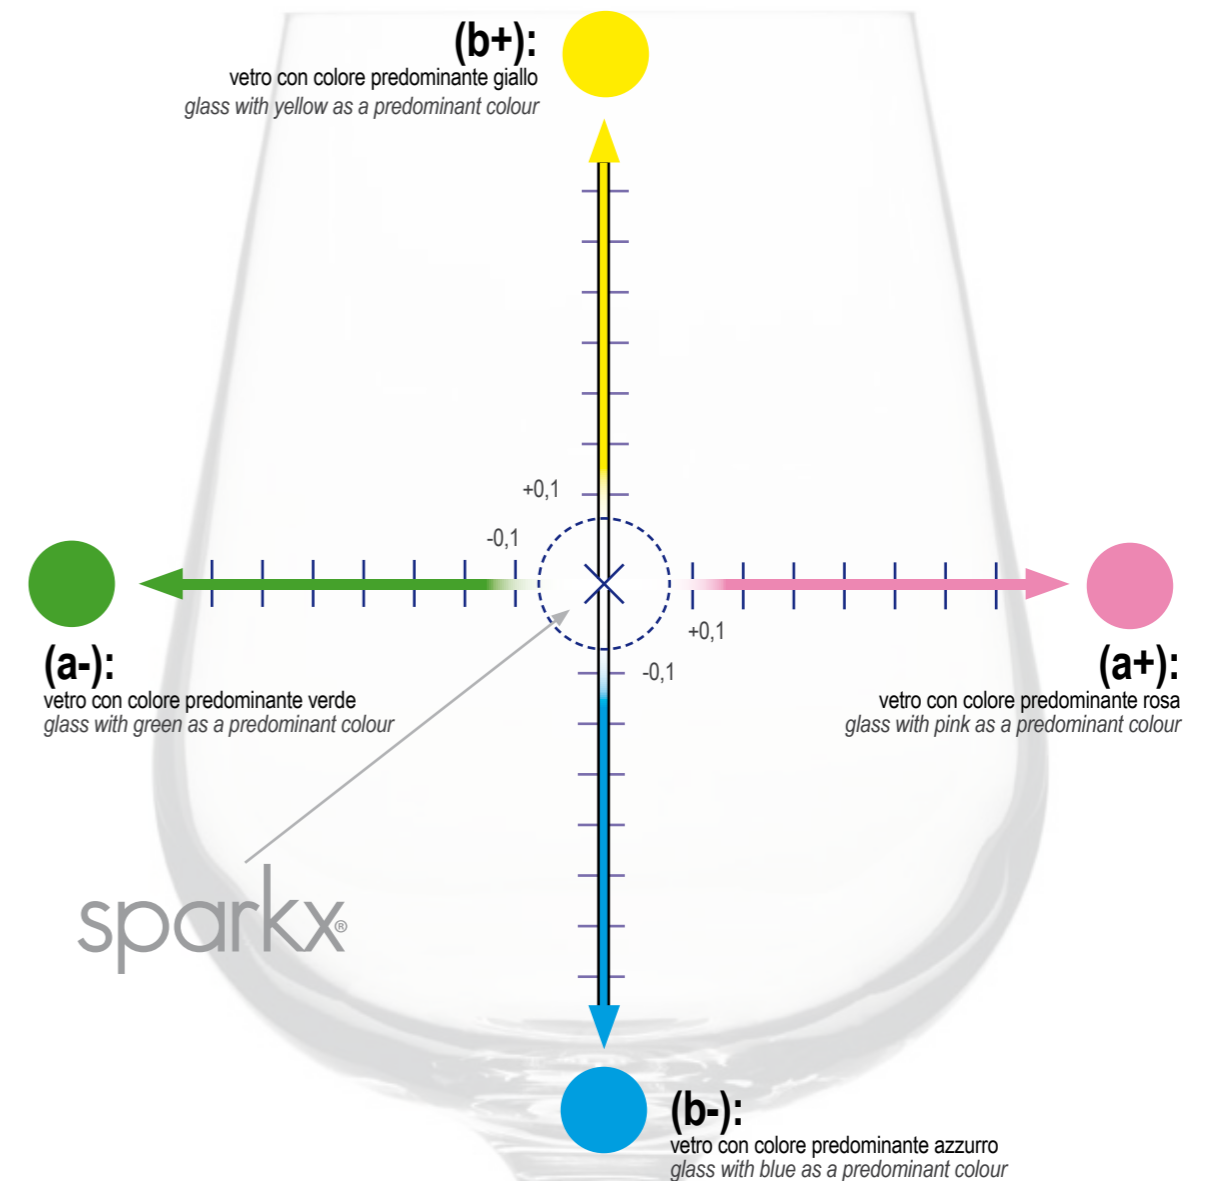 (b+):
vetro con colore predominante giallo
glass with yellow as a predominant colour
+0,1
-0,1
+0,1
-0,1
(a-):
vetro con colore predominante verde
glass with green as a predominant colour
(a+):
vetro con colore predominante rosa
glass with pink as a predominant colour
sparkx®
(b-):
vetro con colore predominante azzurro
glass with blue as a predominant colour